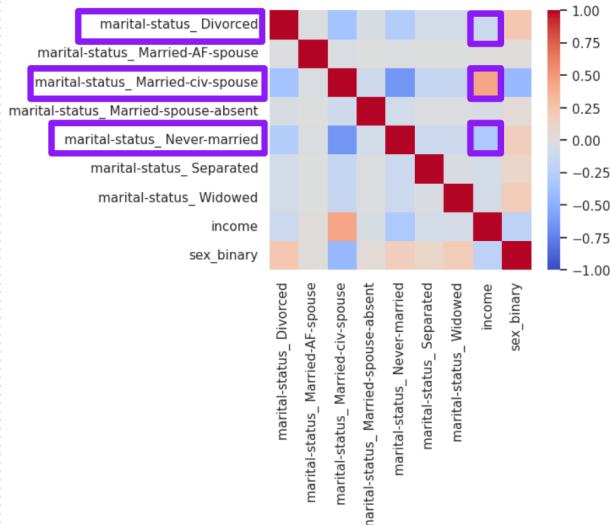 marital-status_ Divorced
marital-status_ Married-AF-spouse
marital-status_ Married-civ-spouse
marital-status_ Married-spouse-absent
marital-status_ Never-married
marital-status_ Separated
marital-status_ Widowed
income
sex_binary
1.00
0.75
0.50
0.25
0.00
−0.25
−0.50
−0.75
−1.00
marital-status_ Divorced
marital-status_ Married-AF-spouse
marital-status_ Married-civ-spouse
arital-status_ Married-spouse-absent
marital-status_ Never-married
marital-status_ Separated
marital-status_ Widowed
income
sex_binary